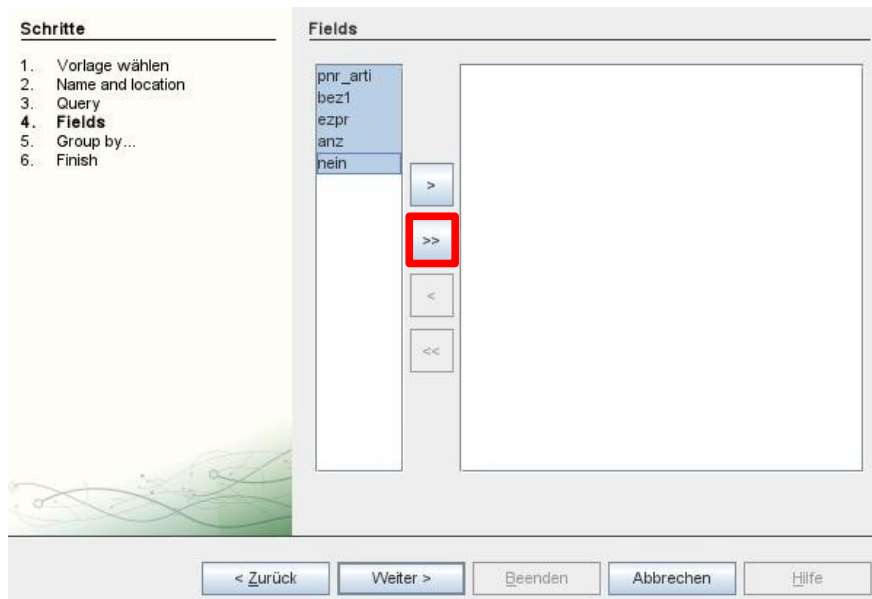 Schritte
1. Vorlage wählen
2. Name and location
3. Query
4. Fields
5. Group by...
6. Finish
Fields
pnr_arti
bez1
ezpr
anz
nein
>
>>
<
<<
< Zurück Weiter > Beenden Abbrechen Hilfe